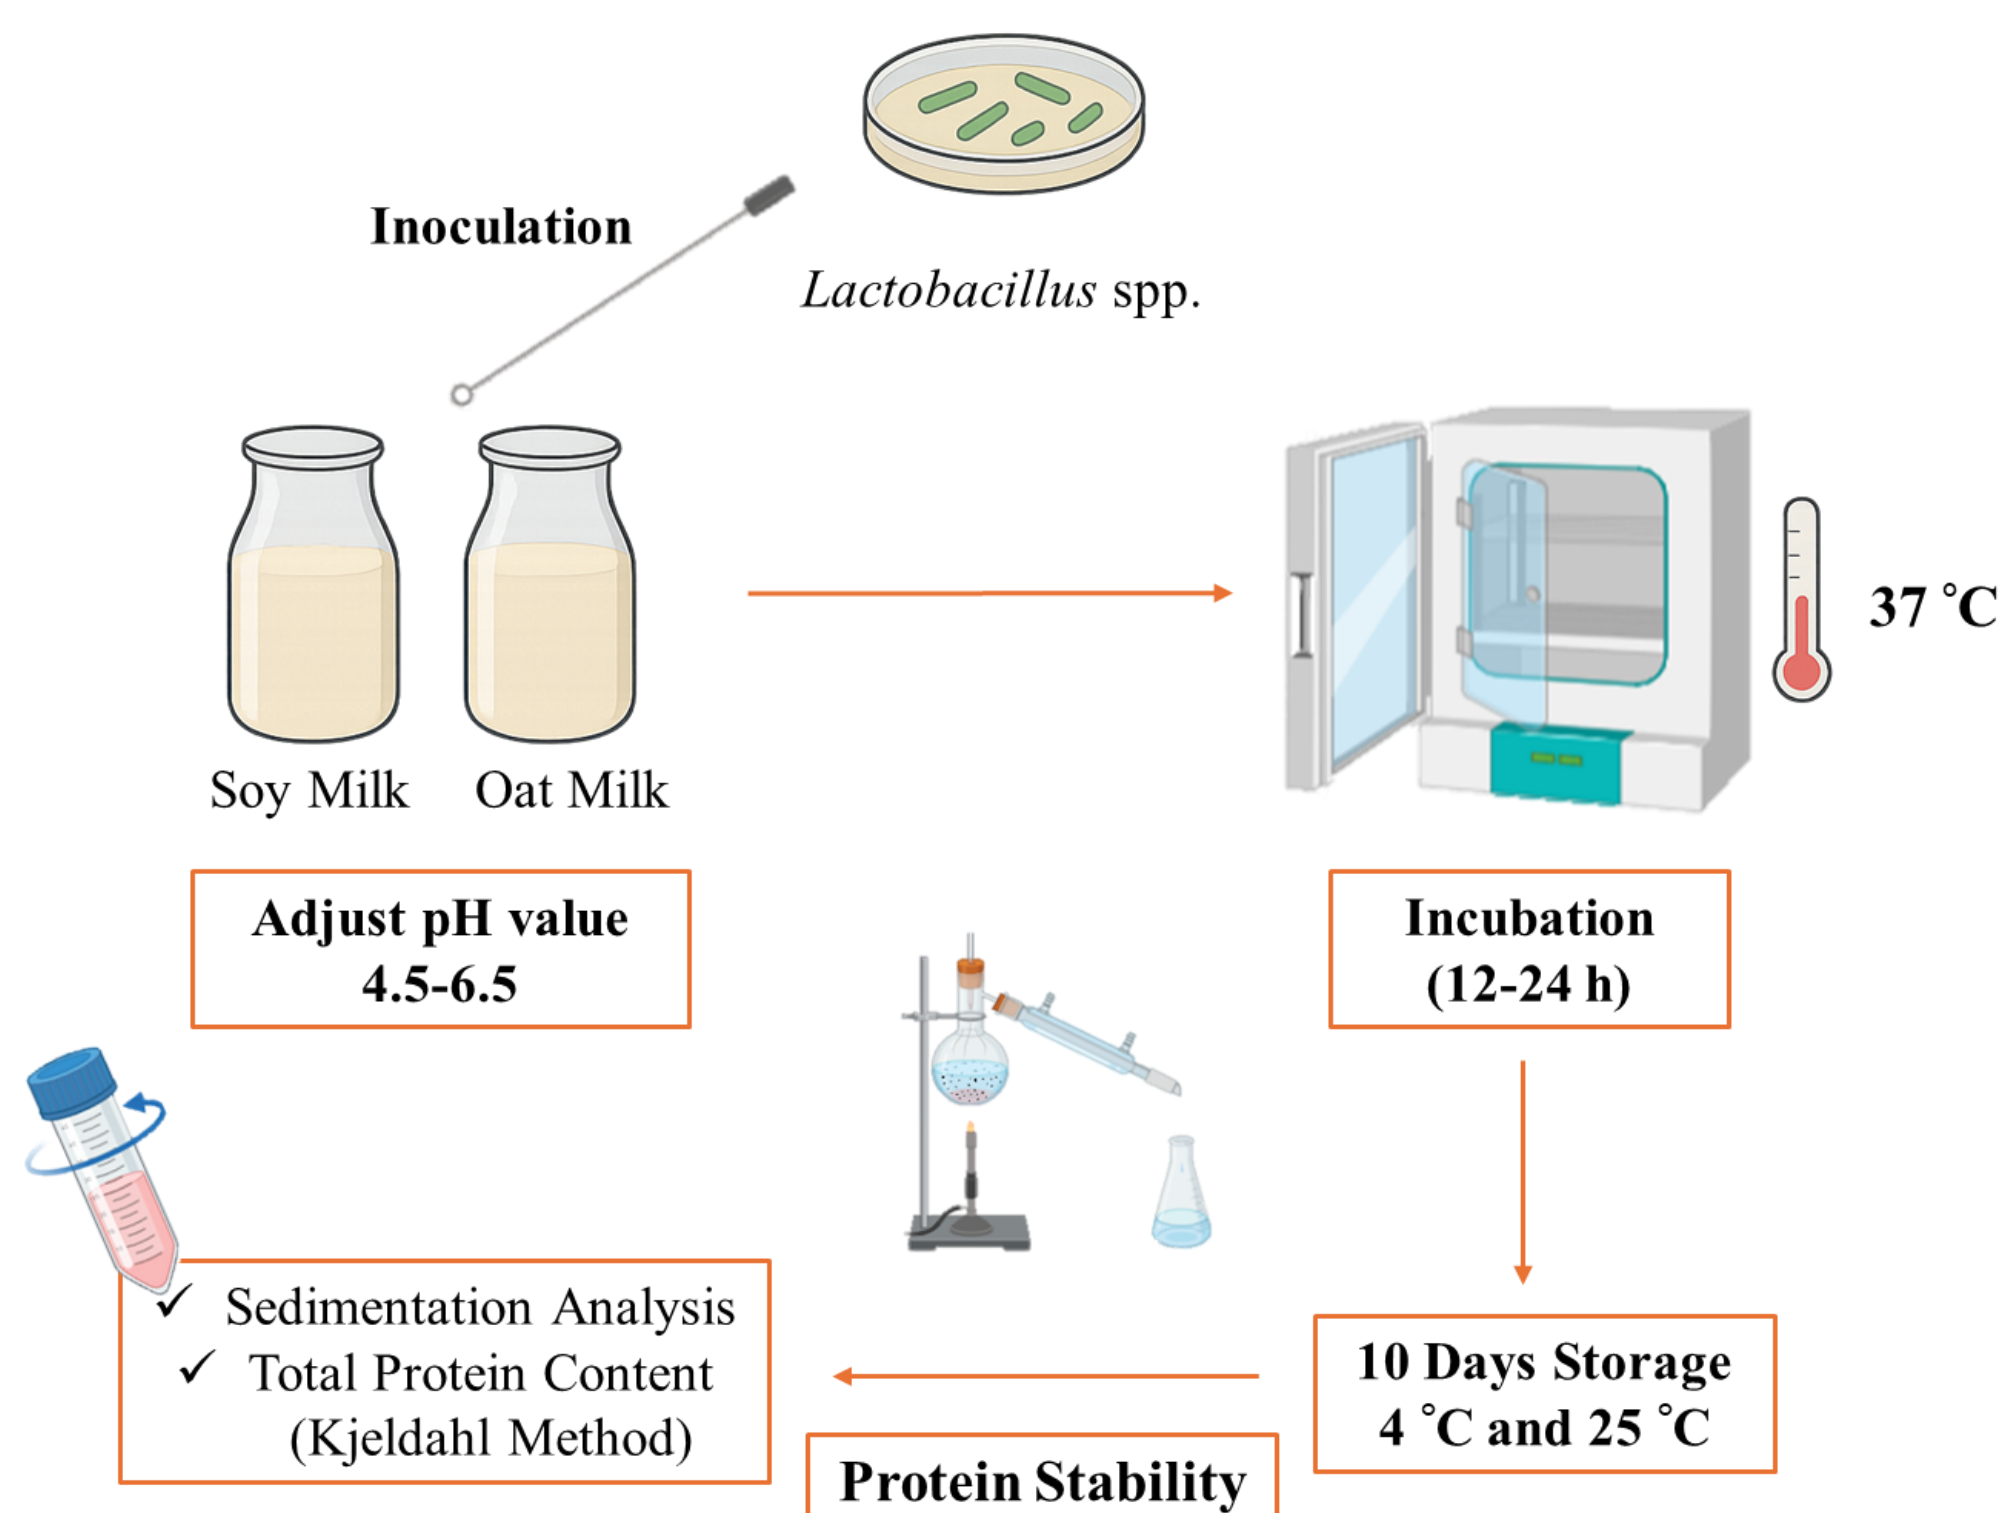 Inoculation
Lactobacillus spp.
Soy Milk
Oat Milk
37 °C
Adjust pH value
4.5-6.5
Incubation
(12-24 h)
10 Days Storage
4 °C and 25 °C
Protein Stability
✓ Sedimentation Analysis
✓ Total Protein Content
(Kjeldahl Method)